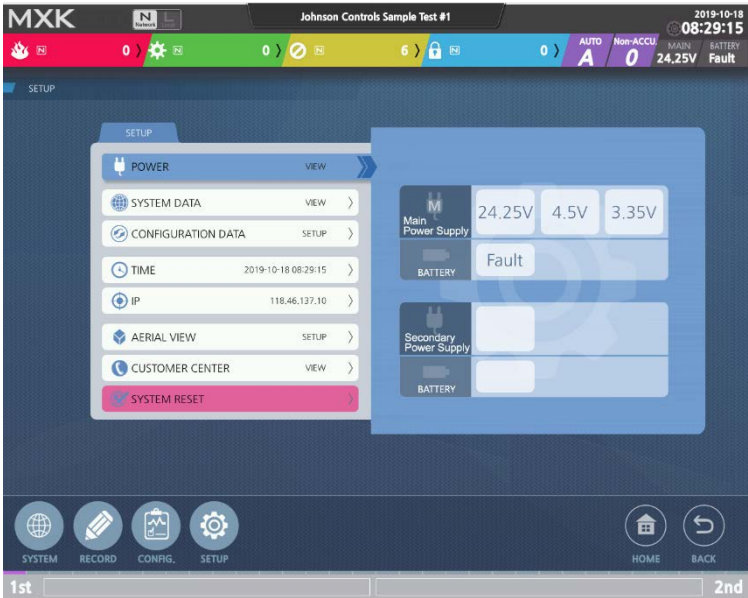 MXK
N
Network
L
Johnson Controls Sample Test #1
2019-10-18
08:29:15
N 0 〉 N 0 〉 N 6 〉 N 0 〉
AUTO
A
Non-ACCU.
0
MAIN
24.25V
BATTERY
Fault
SETUP
SETUP
POWER VIEW
SYSTEM DATA VIEW 〉
CONFIGURATION DATA SETUP 〉
TIME 2019-10-18 08:29:15 〉
IP 118.46.137.10 〉
AERIAL VIEW SETUP 〉
CUSTOMER CENTER VIEW 〉
SYSTEM RESET 〉
M
Main
Power Supply
24.25V 4.5V 3.35V
BATTERY
Fault
Secondary
Power Supply
BATTERY
SYSTEM RECORD CONFIG. SETUP HOME BACK
1st 2nd